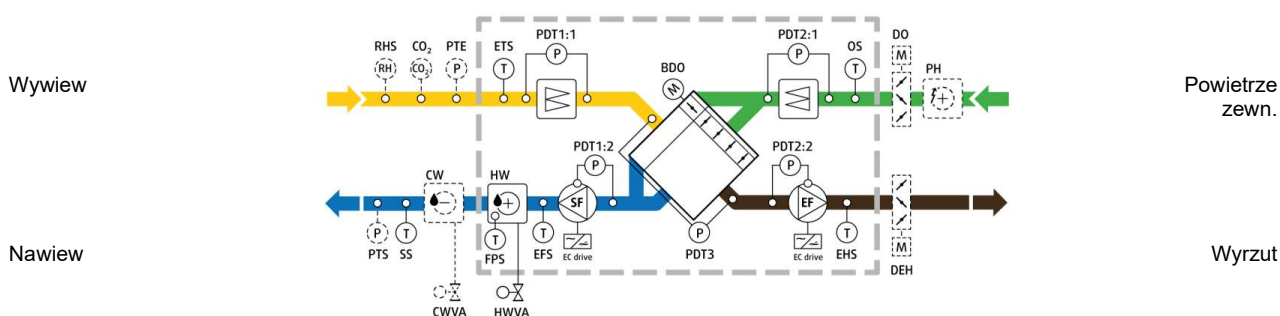 PDT1:1
PDT2:1
DO
RHS
CO₂
PTE
ETS
OS
M
RH
CO₂
P
T
P
BDO
M
P
T
PH
Wywiew
Powietrze
zewn.
PDT1:2
PDT2:2
CW
HW
P
P
SF
EF
P
T
T
T
P
T
M
PTS
SS
FPS
EFS
EC drive
PDT3
EC drive
EHS
DEH
Nawiew
Wyrzut
CWVA
HWVA